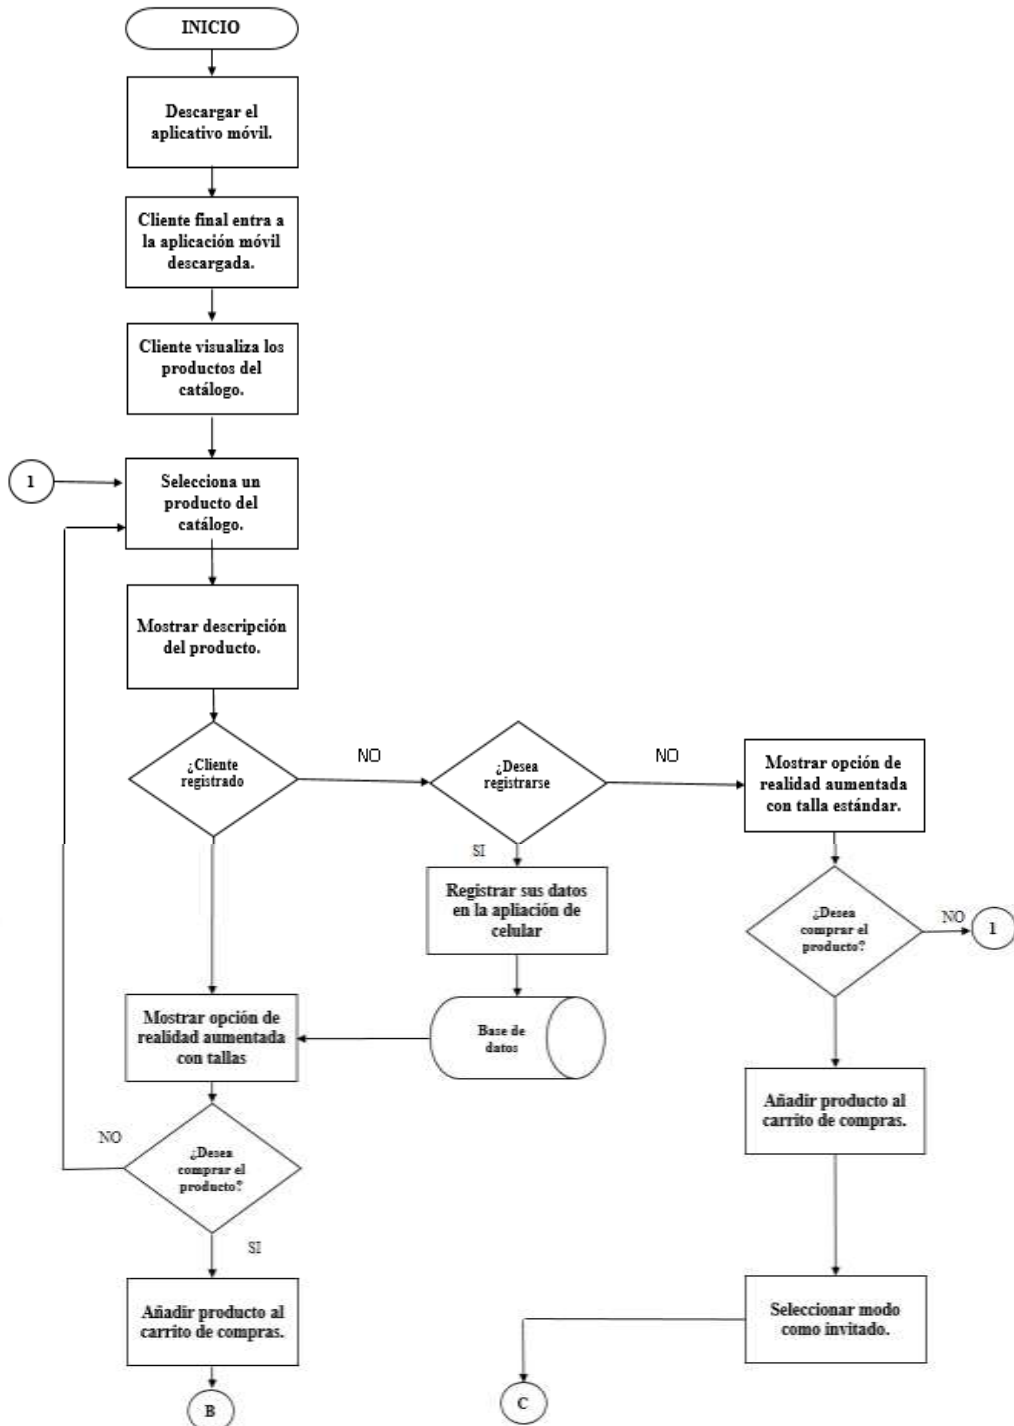 INICIO
Descargar el
aplicativo móvil.
Cliente final entra a
la aplicación móvil
descargada.
Cliente visualiza los
productos del
catálogo.
1
Selecciona un
producto del
catálogo.
Mostrar descripción
del producto.
¿Cliente
registrado
NO
¿Desea
registrarse
NO
Mostrar opción de
realidad aumentada
con talla estándar.
SI
Registrar sus datos
en la apliación de
celular
¿Desea
comprar el
producto?
NO
1
Mostrar opción de
realidad aumentada
con tallas
Base de
datos
Añadir producto al
carrito de compras.
NO
¿Desea
comprar el
producto?
SI
Añadir producto al
carrito de compras.
Seleccionar modo
como invitado.
B
C